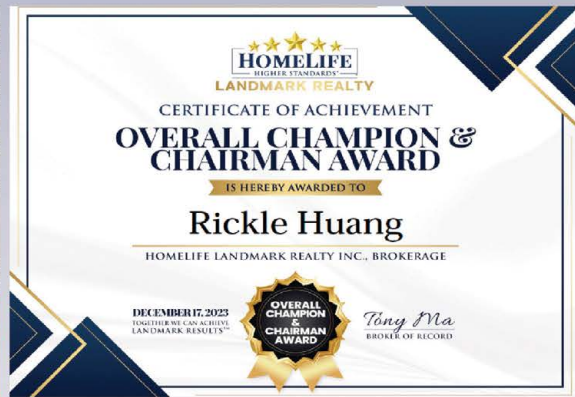 HOMELIFE
HIGHER STANDARDS™
LANDMARK REALTY
CERTIFICATE OF ACHIEVEMENT
OVERALL CHAMPION &
CHAIRMAN AWARD
IS HEREBY AWARDED TO
Rickle Huang
HOMELIFE LANDMARK REALTY INC., BROKERAGE
DECEMBER 17, 2023
TOGETHER WE CAN ACHIEVE
LANDMARK RESULTS™
OVERALL
CHAMPION
&
CHAIRMAN
AWARD
Tony Ma
BROKER OF RECORD